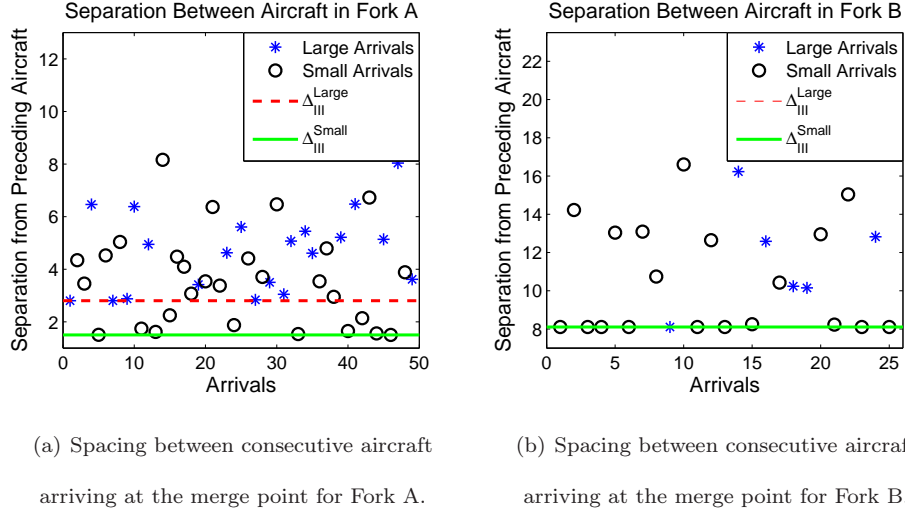 Separation Between Aircraft in Fork A
Separation from Preceding Aircraft
12
10
8
6
4
2
0 10 20 30 40 50
Arrivals
Large Arrivals
Small Arrivals
Δ_III^Large
Δ_III^Small
Separation Between Aircraft in Fork B
Separation from Preceding Aircraft
22
20
18
16
14
12
10
8
0 5 10 15 20 25
Arrivals
Large Arrivals
Small Arrivals
Δ_III^Large
Δ_III^Small
(a) Spacing between consecutive aircraft
arriving at the merge point for Fork A.
(b) Spacing between consecutive aircraf
arriving at the merge point for Fork B